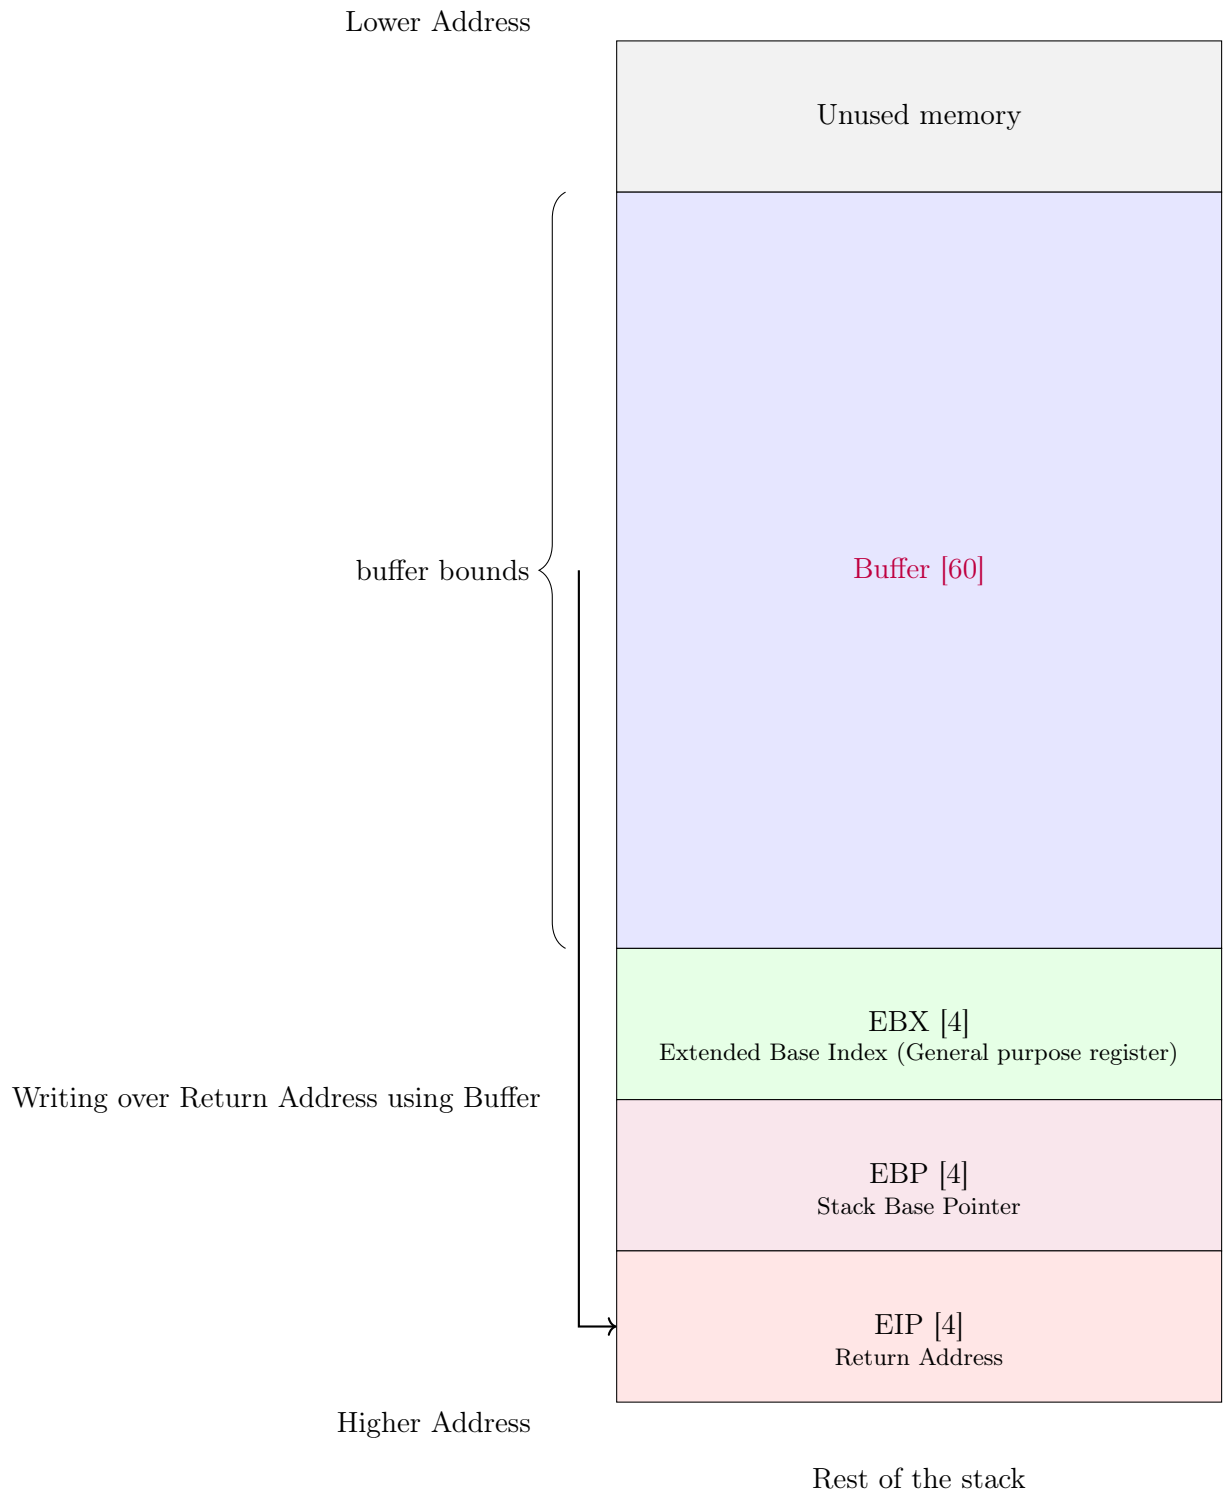 Lower Address
Unused memory
buffer bounds
Buffer [60]
EBX [4]
Extended Base Index (General purpose register)
Writing over Return Address using Buffer
EBP [4]
Stack Base Pointer
EIP [4]
Return Address
Higher Address
Rest of the stack